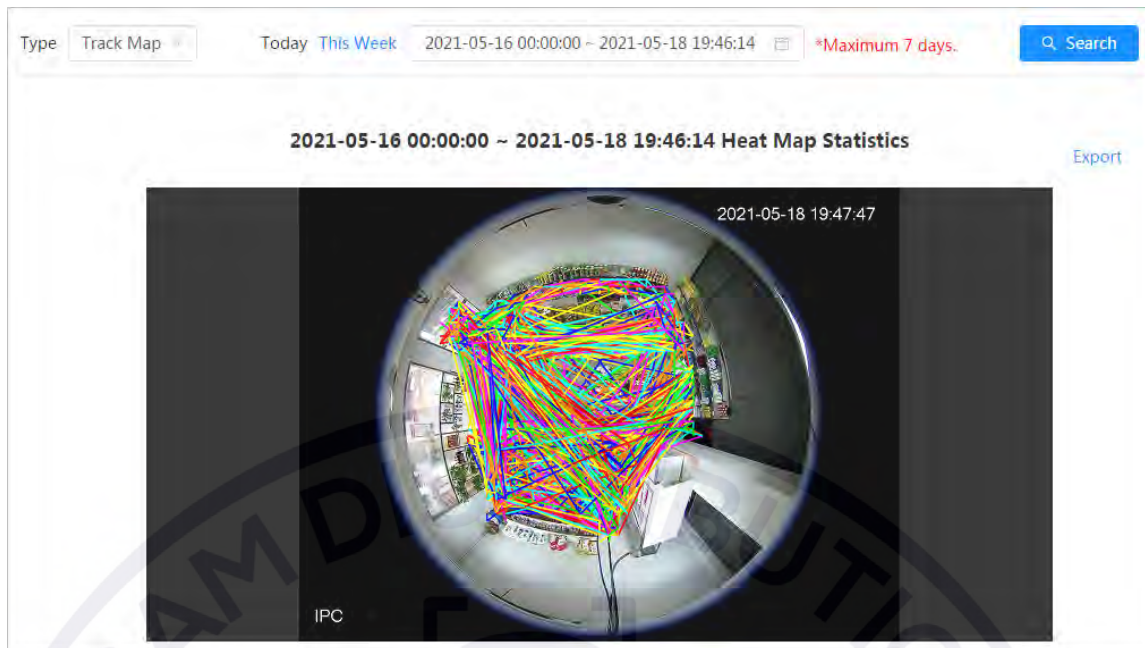 Type Track Map Today This Week 2021-05-16 00:00:00 ~ 2021-05-18 19:46:14 *Maximum 7 days. Search
2021-05-16 00:00:00 ~ 2021-05-18 19:46:14 Heat Map Statistics
Export
2021-05-18 19:47:47
IPC